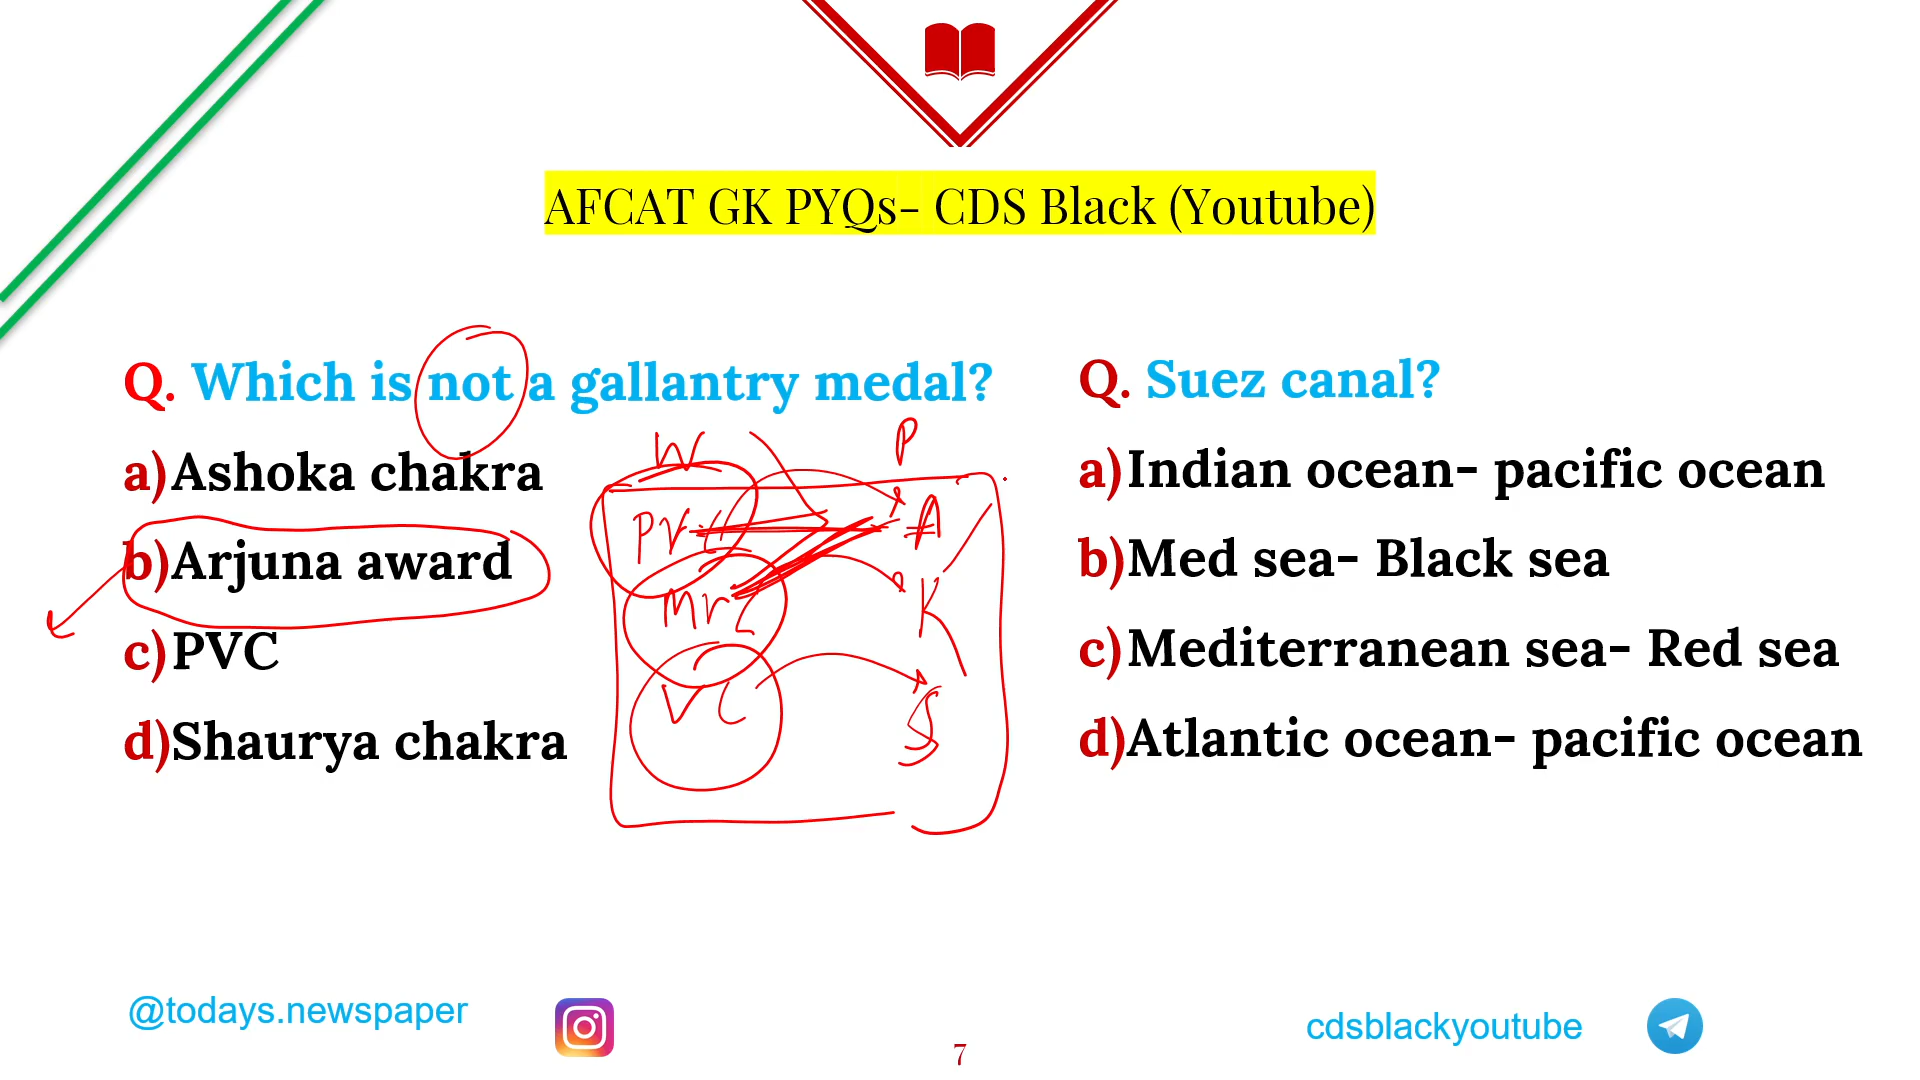 AFCAT GK PYQs- CDS Black (Youtube)
Q. Which is not a gallantry medal?
a) Ashoka chakra
b) Arjuna award
c) PVC
d) Shaurya chakra
W P
PVC A
MVC K
VC S
Q. Suez canal?
a) Indian ocean- pacific ocean
b) Med sea- Black sea
c) Mediterranean sea- Red sea
d) Atlantic ocean- pacific ocean
@todays.newspaper
7
cdsblackyoutube